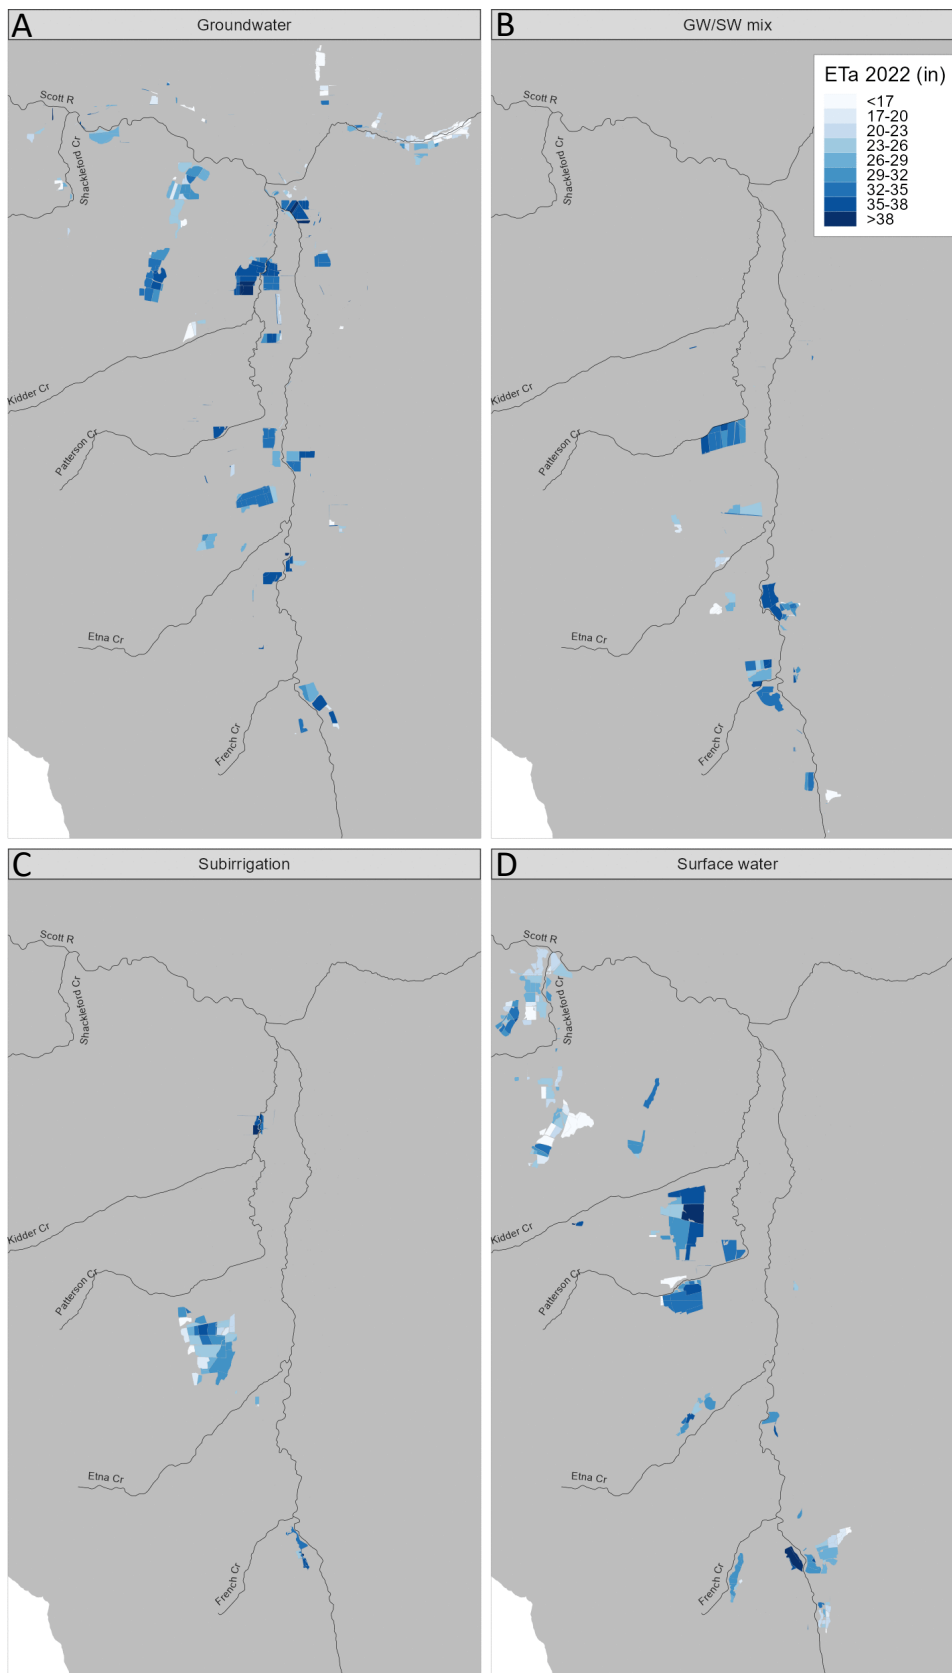 A
Groundwater
Scott R
Shackleford Cr
Kidder Cr
Patterson Cr
Etna Cr
French Cr
B
GW/SW mix
ETa 2022 (in)
<17
17-20
20-23
23-26
26-29
29-32
32-35
35-38
>38
Scott R
Shackleford Cr
Kidder Cr
Patterson Cr
Etna Cr
French Cr
C
Subirrigation
Scott R
Shackleford Cr
Kidder Cr
Patterson Cr
Etna Cr
French Cr
D
Surface water
Scott R
Shackleford Cr
Kidder Cr
Patterson Cr
Etna Cr
French Cr